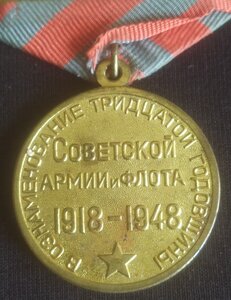 В ОЗНАМЕНОВАНИЕ ТРИДЦАТОЙ ГОДОВЩИНЫ
СОВЕТСКОЙ
АРМИИ и ФЛОТА
1918-1948